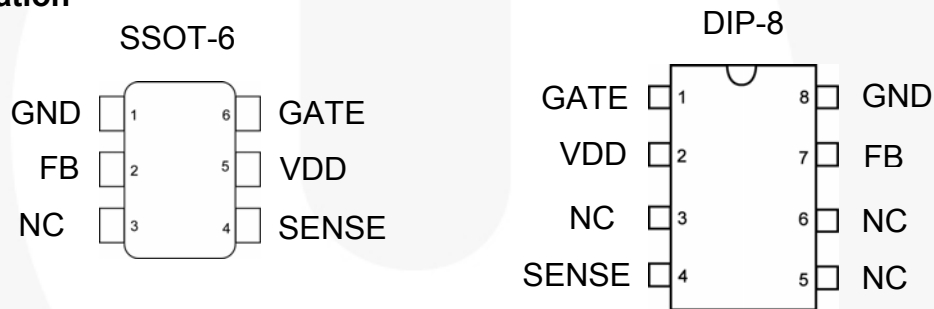 SSOT-6
GND 1 6 GATE
FB 2 5 VDD
NC 3 4 SENSE
DIP-8
GATE 1 8 GND
VDD 2 7 FB
NC 3 6 NC
SENSE 4 5 NC